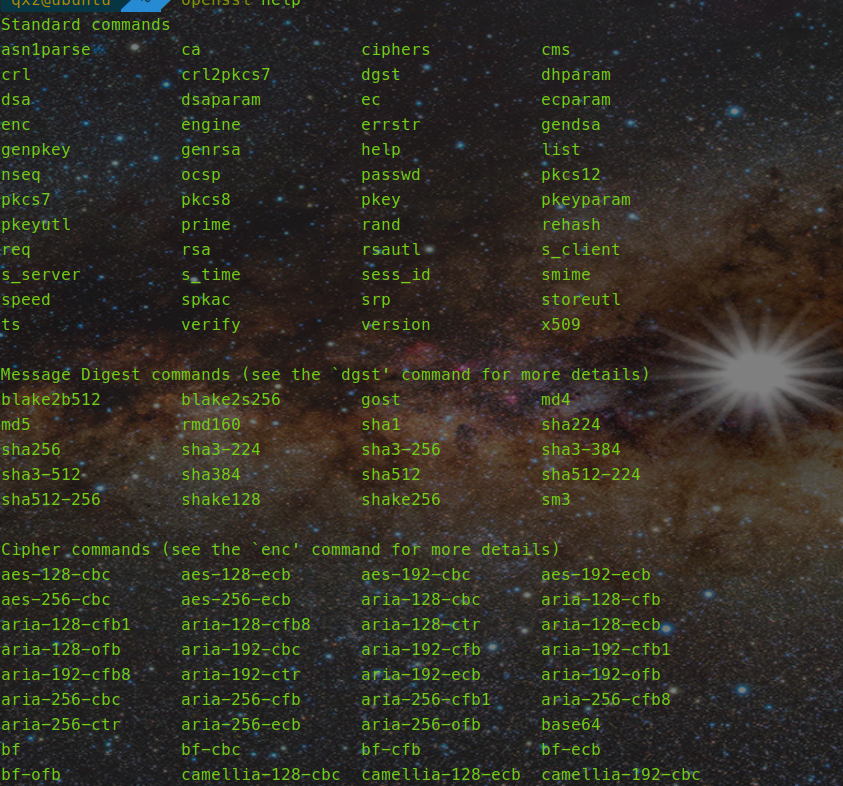 qxz@ubuntu ~ openssl help
Standard commands
asn1parse ca ciphers cms
crl crl2pkcs7 dgst dhparam
dsa dsaparam ec ecparam
enc engine errstr gendsa
genpkey genrsa help list
nseq ocsp passwd pkcs12
pkcs7 pkcs8 pkey pkeyparam
pkeyutl prime rand rehash
req rsa rsautl s_client
s_server s_time sess_id smime
speed spkac srp storeutl
ts verify version x509
Message Digest commands (see the `dgst' command for more details)
blake2b512 blake2s256 gost md4
md5 rmd160 sha1 sha224
sha256 sha3-224 sha3-256 sha3-384
sha3-512 sha384 sha512 sha512-224
sha512-256 shake128 shake256 sm3
Cipher commands (see the `enc' command for more details)
aes-128-cbc aes-128-ecb aes-192-cbc aes-192-ecb
aes-256-cbc aes-256-ecb aria-128-cbc aria-128-cfb
aria-128-cfb1 aria-128-cfb8 aria-128-ctr aria-128-ecb
aria-128-ofb aria-192-cbc aria-192-cfb aria-192-cfb1
aria-192-cfb8 aria-192-ctr aria-192-ecb aria-192-ofb
aria-256-cbc aria-256-cfb aria-256-cfb1 aria-256-cfb8
aria-256-ctr aria-256-ecb aria-256-ofb base64
bf bf-cbc bf-cfb bf-ecb
bf-ofb camellia-128-cbc camellia-128-ecb camellia-192-cbc